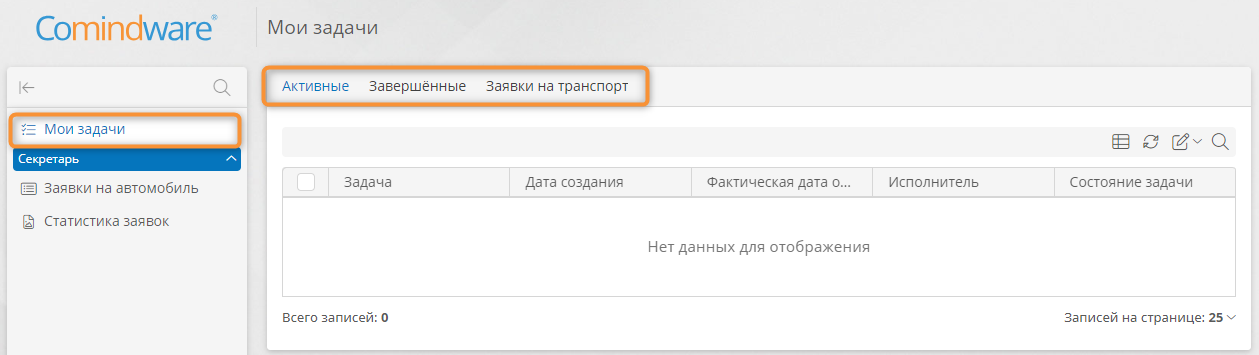 Comindware®
Мои задачи
Активные Завершённые Заявки на транспорт
Мои задачи
Секретарь
Заявки на автомобиль
Статистика заявок
Задача Дата создания Фактическая дата о... Исполнитель Состояние задачи
Нет данных для отображения
Всего записей: 0 Записей на странице: 25